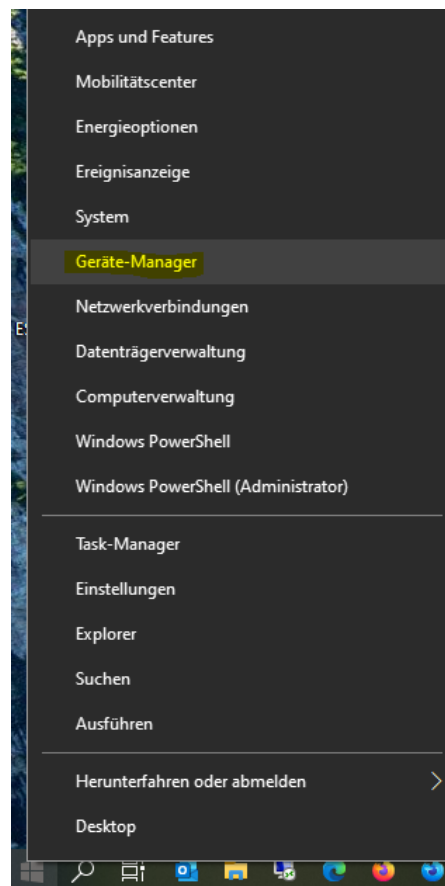 Apps und Features
Mobilitätscenter
Energieoptionen
Ereignisanzeige
System
Geräte-Manager
Netzwerkverbindungen
Datenträgerverwaltung
Computerverwaltung
Windows PowerShell
Windows PowerShell (Administrator)
Task-Manager
Einstellungen
Explorer
Suchen
Ausführen
Herunterfahren oder abmelden
Desktop